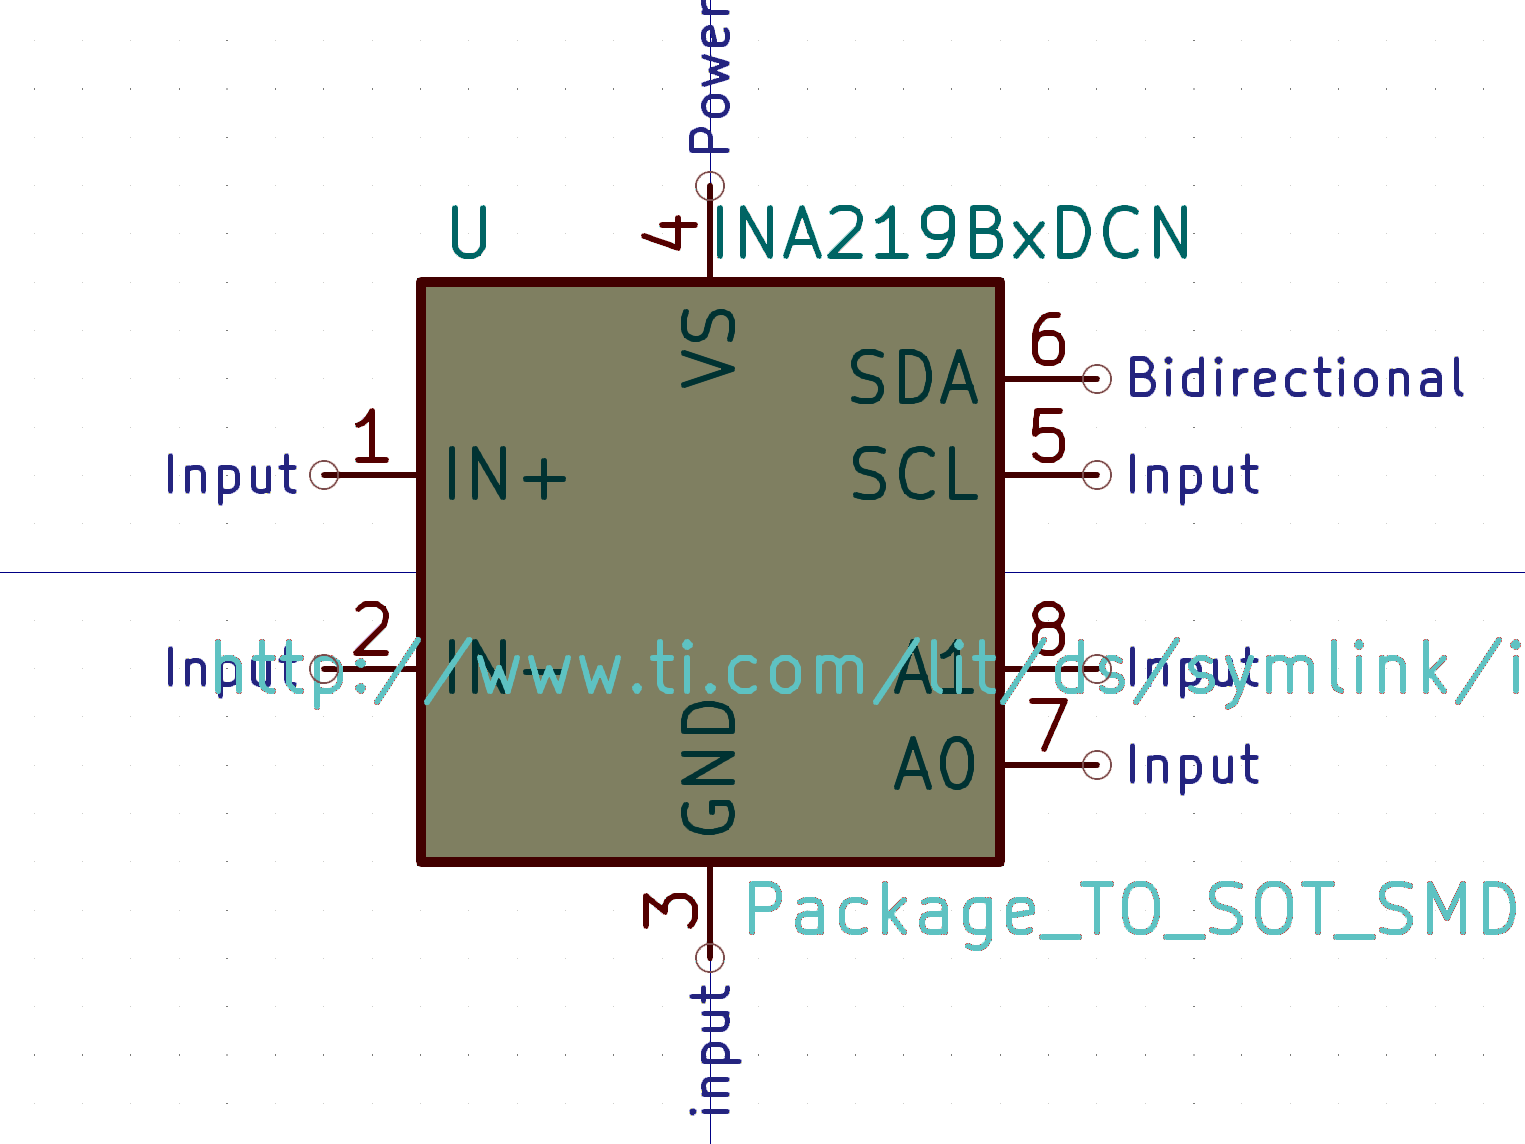 Power
U
4
INA219BxDCN
VS
6
SDA
Bidirectional
1
5
Input
IN+
SCL
Input
2
8
Input
IN-
A1
Input
http://www.ti.com/lit/ds/symlink/i
7
GND
A0
Input
3
Package_TO_SOT_SMD
input